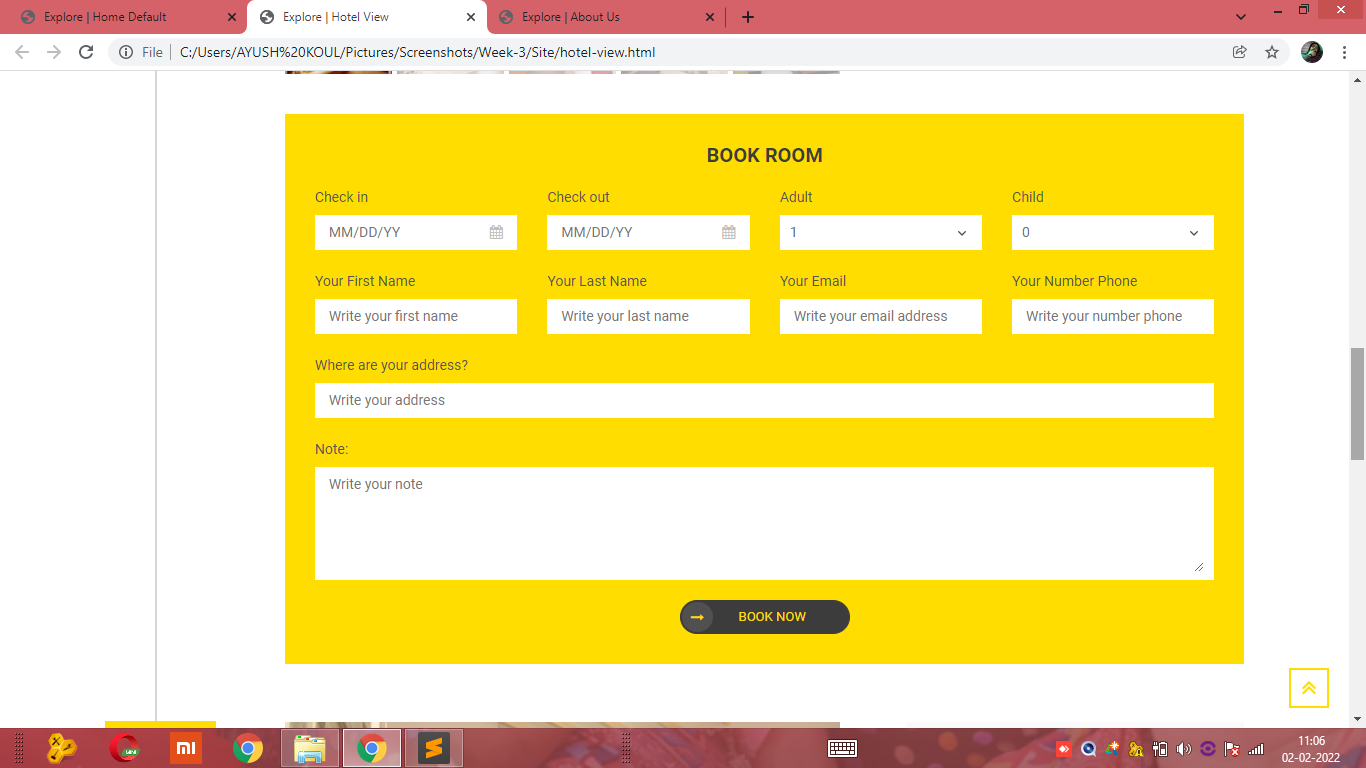 Explore | Home Default
Explore | Hotel View
Explore | About Us
File
C:/Users/AYUSH%20KOUL/Pictures/Screenshots/Week-3/Site/hotel-view.html
BOOK ROOM
Check in Check out Adult Child
MM/DD/YY MM/DD/YY 1 0
Your First Name Your Last Name Your Email Your Number Phone
Write your first name Write your last name Write your email address Write your number phone
Where are your address?
Write your address
Note:
Write your note
BOOK NOW
mi
11:06
02-02-2022